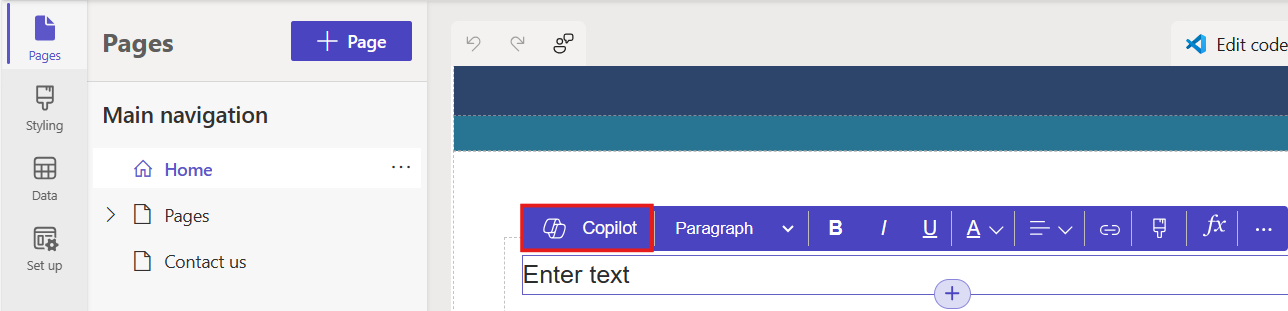 Pages
Styling
Data
Set up
Pages
Page
Main navigation
Home
Pages
Contact us
Edit code
Copilot Paragraph B I U A fx
Enter text